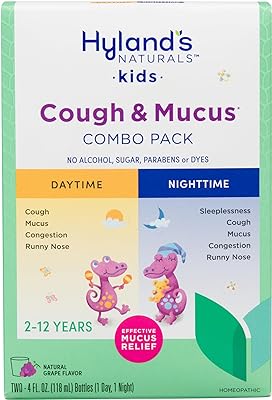 Hyland's
NATURALS™
·kids·
Cough & Mucus*
COMBO PACK
NO ALCOHOL, SUGAR, PARABENS or DYES
DAYTIME
Cough
Mucus
Congestion
Runny Nose
NIGHTTIME
Sleeplessness
Cough
Mucus
Congestion
Runny Nose
2-12 YEARS
EFFECTIVE
MUCUS
RELIEF
NATURAL
GRAPE FLAVOR
TWO - 4 FL. OZ. (118 mL) Bottles (1 Day, 1 Night)
HOMEOPATHIC